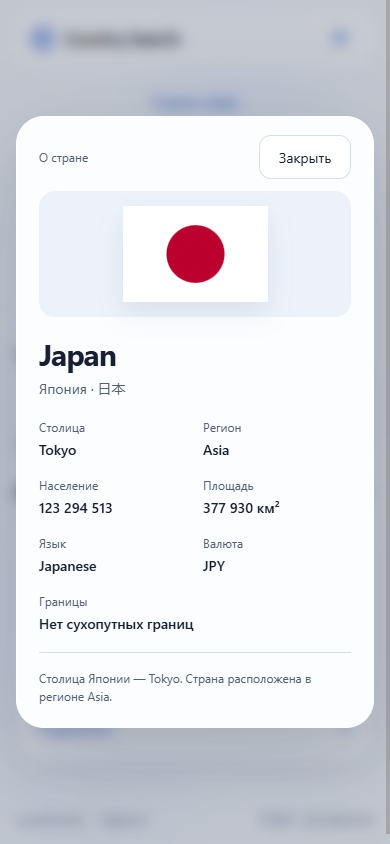 О стране
Закрыть
Japan
Япония · 日本
Столица
Регион
Tokyo
Asia
Население
Площадь
123 294 513
377 930 км²
Язык
Валюта
Japanese
JPY
Границы
Нет сухопутных границ
Столица Японии — Tokyo. Страна расположена в
регионе Asia.